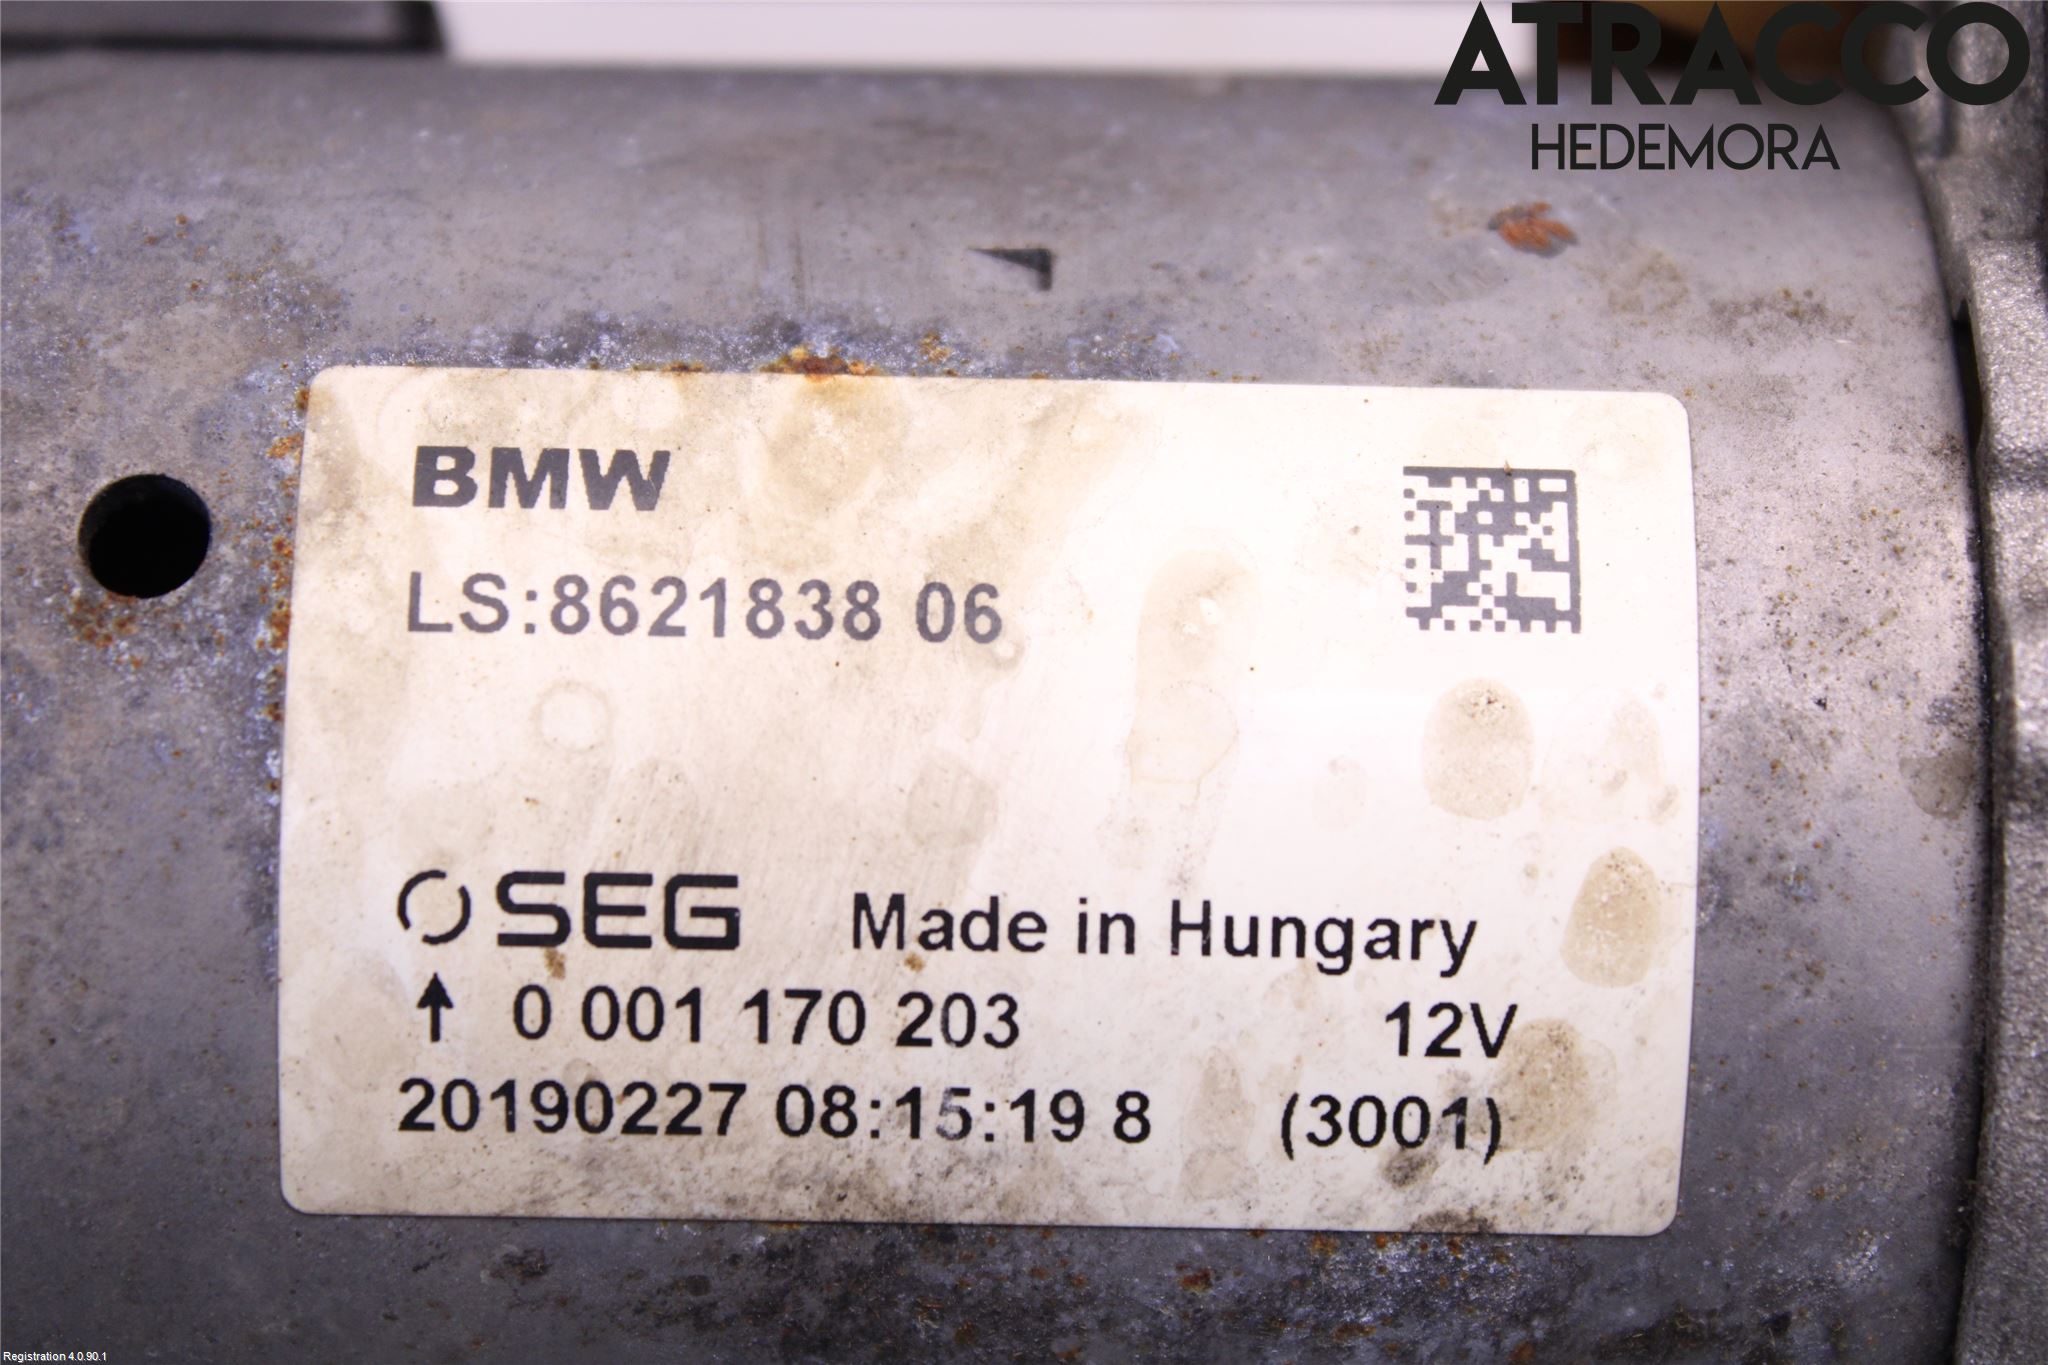 ATRACCO
HEDEMORA
BMW
LS:8621838 06
SEG Made in Hungary
↑ 0 001 170 203 12V
20190227 08:15:19 8 (3001)
Registration 4.0.90.1